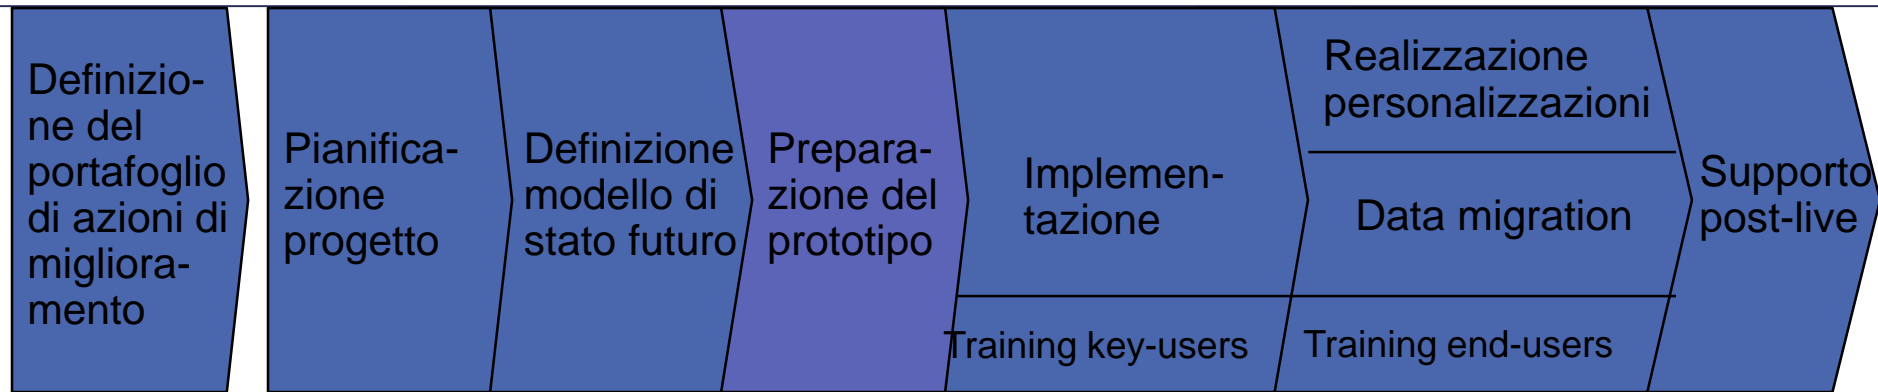 Definizio-
ne del
portafoglio
di azioni di
migliora-
mento
Pianifica-
zione
progetto
Definizione
modello di
stato futuro
Prepara-
zione del
prototipo
Implemen-
tazione
Training key-users
Realizzazione
personalizzazioni
Data migration
Training end-users
Supporto
post-live